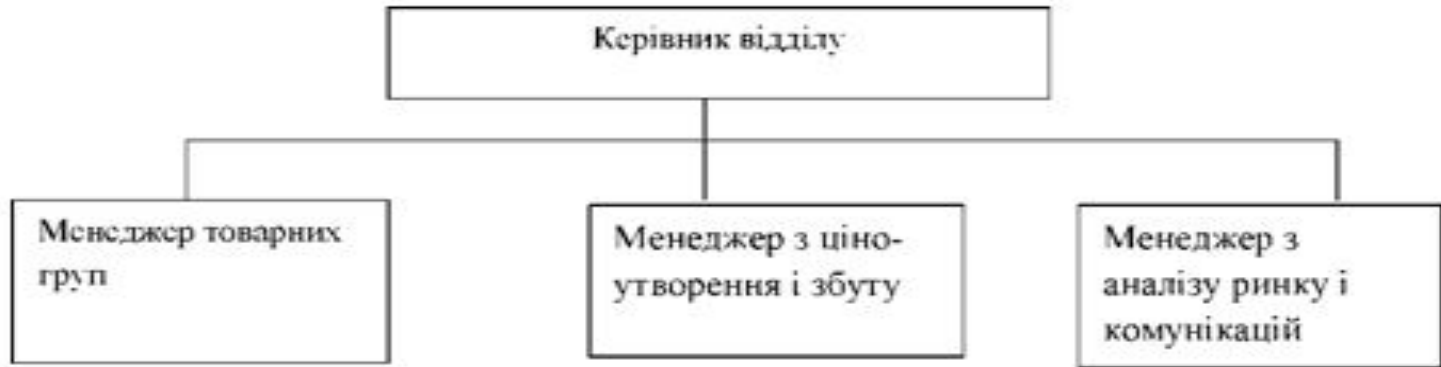 Керівник відділу
Менеджер товарних
груп
Менеджер з ціно-
утворення і збуту
Менеджер з
аналізу ринку і
комунікацій